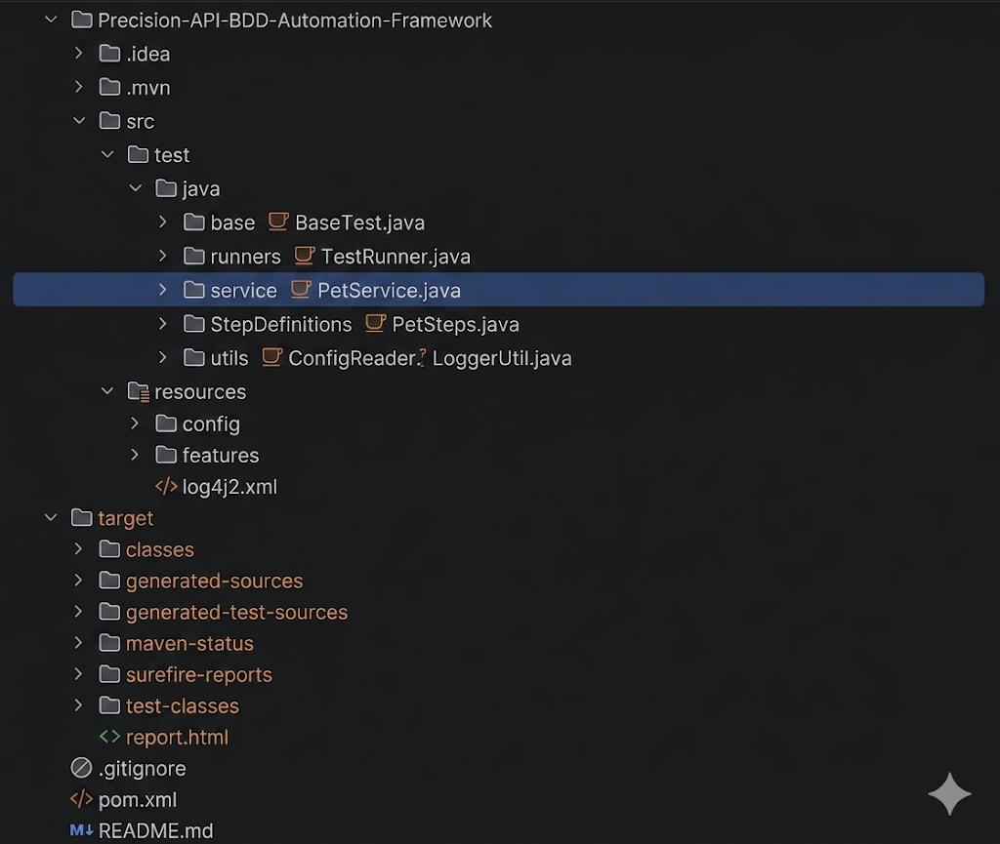 Precision-API-BDD-Automation-Framework
.idea
.mvn
src
test
java
base BaseTest.java
runners TestRunner.java
service PetService.java
StepDefinitions PetSteps.java
utils ConfigReader.? LoggerUtil.java
resources
config
features
</> log4j2.xml
target
classes
generated-sources
generated-test-sources
maven-status
surefire-reports
test-classes
<> report.html
.gitignore
</> pom.xml
M↓ README.md